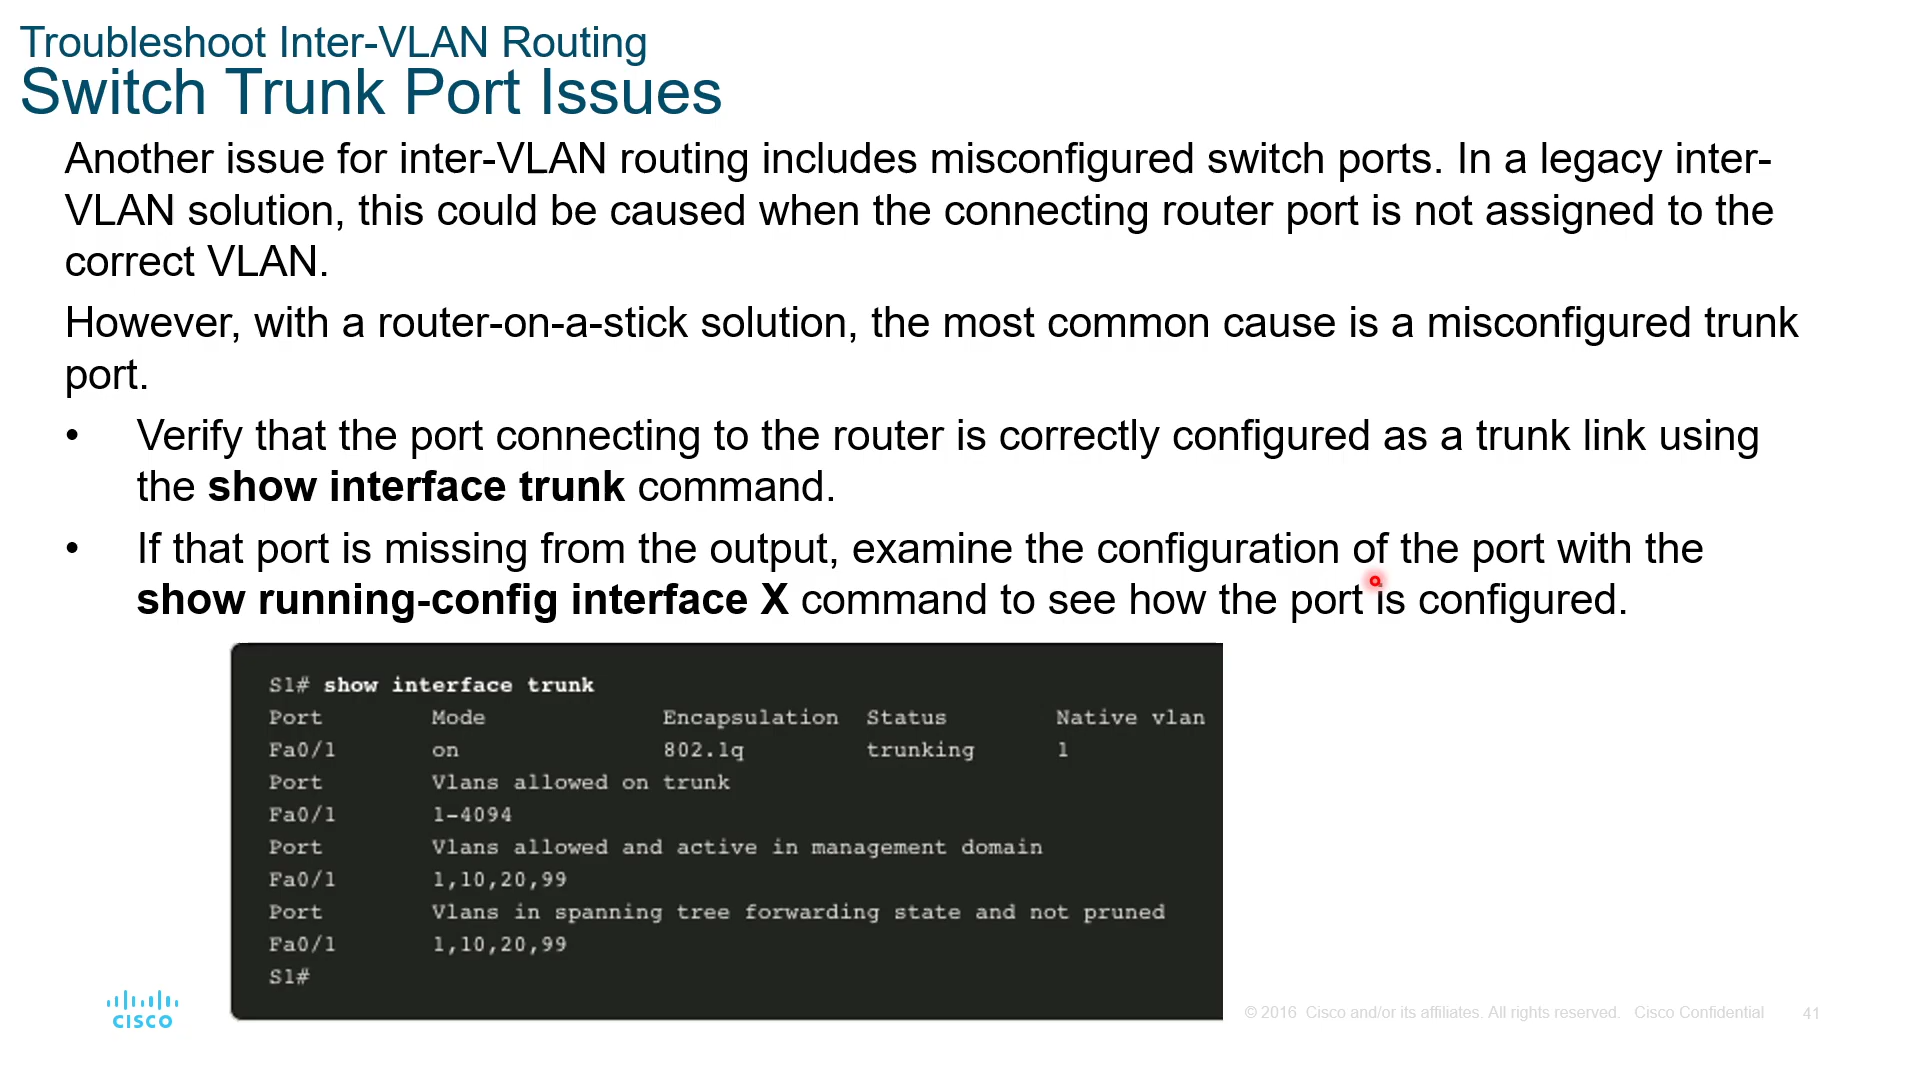 Troubleshoot Inter-VLAN Routing
Switch Trunk Port Issues
Another issue for inter-VLAN routing includes misconfigured switch ports. In a legacy inter-
VLAN solution, this could be caused when the connecting router port is not assigned to the
correct VLAN.
However, with a router-on-a-stick solution, the most common cause is a misconfigured trunk
port.
• Verify that the port connecting to the router is correctly configured as a trunk link using
the show interface trunk command.
• If that port is missing from the output, examine the configuration of the port with the
show running-config interface X command to see how the port is configured.
S1# show interface trunk
Port Mode Encapsulation Status Native vlan
Fa0/1 on 802.1q trunking 1
Port Vlans allowed on trunk
Fa0/1 1-4094
Port Vlans allowed and active in management domain
Fa0/1 1,10,20,99
Port Vlans in spanning tree forwarding state and not pruned
Fa0/1 1,10,20,99
S1#
CISCO
© 2016 Cisco and/or its affiliates. All rights reserved. Cisco Confidential 41